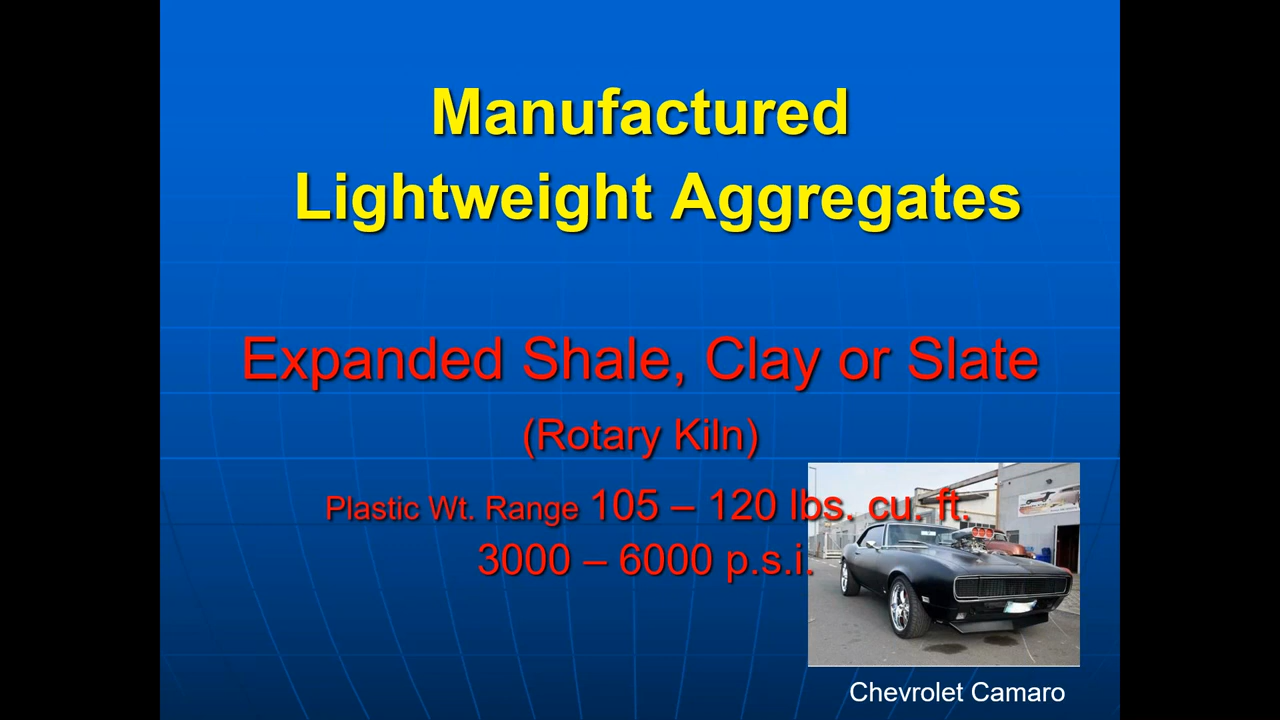 Manufactured
Lightweight Aggregates
Expanded Shale, Clay or Slate
(Rotary Kiln)
Plastic Wt. Range 105 – 120 lbs. cu. ft.
3000 – 6000 p.s.i.
Chevrolet Camaro